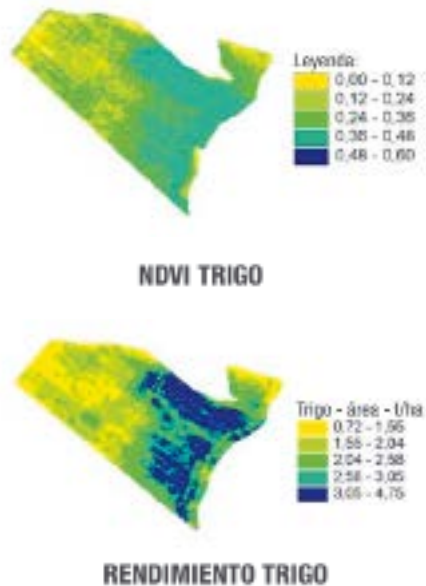 Leyenda:
0,00 - 0,12
0,12 - 0,24
0,24 - 0,36
0,36 - 0,48
0,48 - 0,60
NDVI TRIGO
Trigo - área - t/ha
0,72 - 1,55
1,55 - 2,04
2,04 - 2,58
2,58 - 3,05
3,05 - 4,75
RENDIMIENTO TRIGO